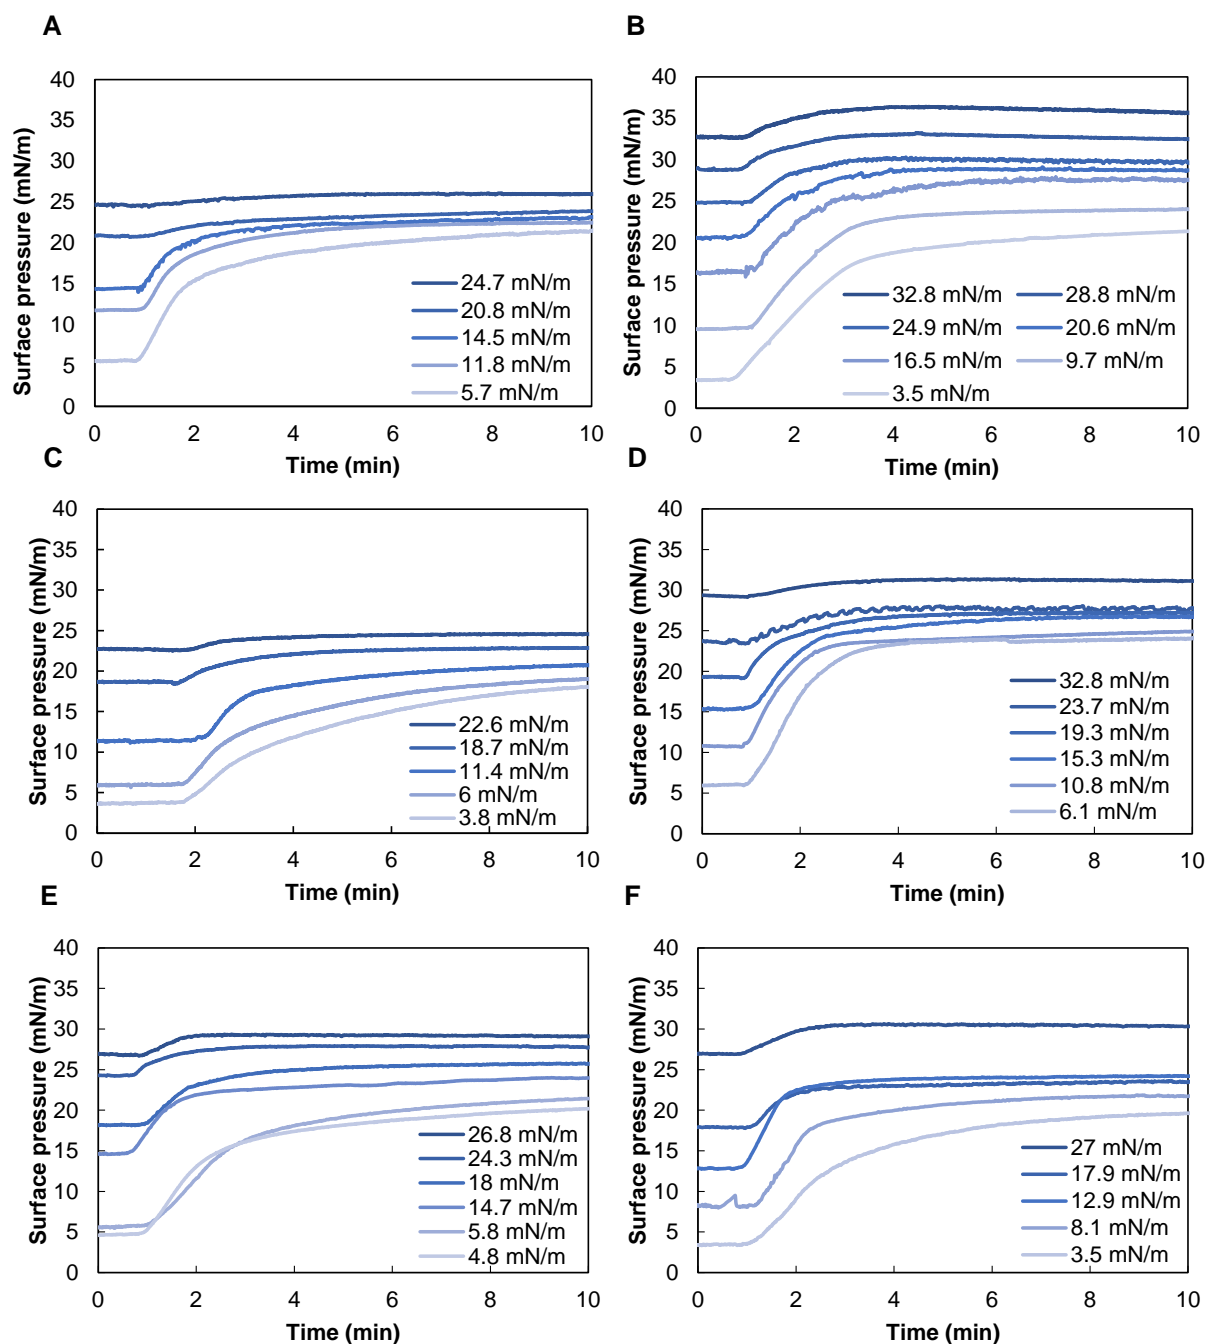 A
Surface pressure (mN/m)
40
35
30
25
20
15
10
5
0
24.7 mN/m
20.8 mN/m
14.5 mN/m
11.8 mN/m
5.7 mN/m
0 2 4 6 8 10
Time (min)
B
Surface pressure (mN/m)
40
35
30
25
20
15
10
5
0
32.8 mN/m 28.8 mN/m
24.9 mN/m 20.6 mN/m
16.5 mN/m 9.7 mN/m
3.5 mN/m
0 2 4 6 8 10
Time (min)
C
Surface pressure (mN/m)
40
35
30
25
20
15
10
5
0
22.6 mN/m
18.7 mN/m
11.4 mN/m
6 mN/m
3.8 mN/m
0 2 4 6 8 10
Time (min)
D
Surface pressure (mN/m)
40
35
30
25
20
15
10
5
0
32.8 mN/m
23.7 mN/m
19.3 mN/m
15.3 mN/m
10.8 mN/m
6.1 mN/m
0 2 4 6 8 10
Time (min)
E
Surface pressure (mN/m)
40
35
30
25
20
15
10
5
0
26.8 mN/m
24.3 mN/m
18 mN/m
14.7 mN/m
5.8 mN/m
4.8 mN/m
0 2 4 6 8 10
Time (min)
F
Surface pressure (mN/m)
40
35
30
25
20
15
10
5
0
27 mN/m
17.9 mN/m
12.9 mN/m
8.1 mN/m
3.5 mN/m
0 2 4 6 8 10
Time (min)